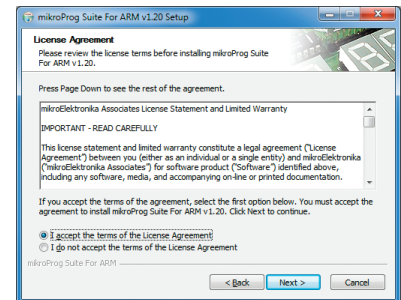 mikroProg Suite For ARM v1.20 Setup
License Agreement
Please review the license terms before installing mikroProg Suite
For ARM v1.20.
Press Page Down to see the rest of the agreement.
mikroElektronika Associates License Statement and Limited Warranty
IMPORTANT - READ CAREFULLY
This license statement and limited warranty constitute a legal agreement ("License
Agreement") between you (either as an individual or a single entity) and mikroElektronika
("mikroElektronika Associates") for software product ("Software") identified above,
including any software, media, and accompanying on-line or printed documentation.
If you accept the terms of the agreement, select the first option below. You must accept the
agreement to install mikroProg Suite For ARM v1.20. Click Next to continue.
I accept the terms of the License Agreement
I do not accept the terms of the License Agreement
mikroProg Suite For ARM
< Back Next > Cancel